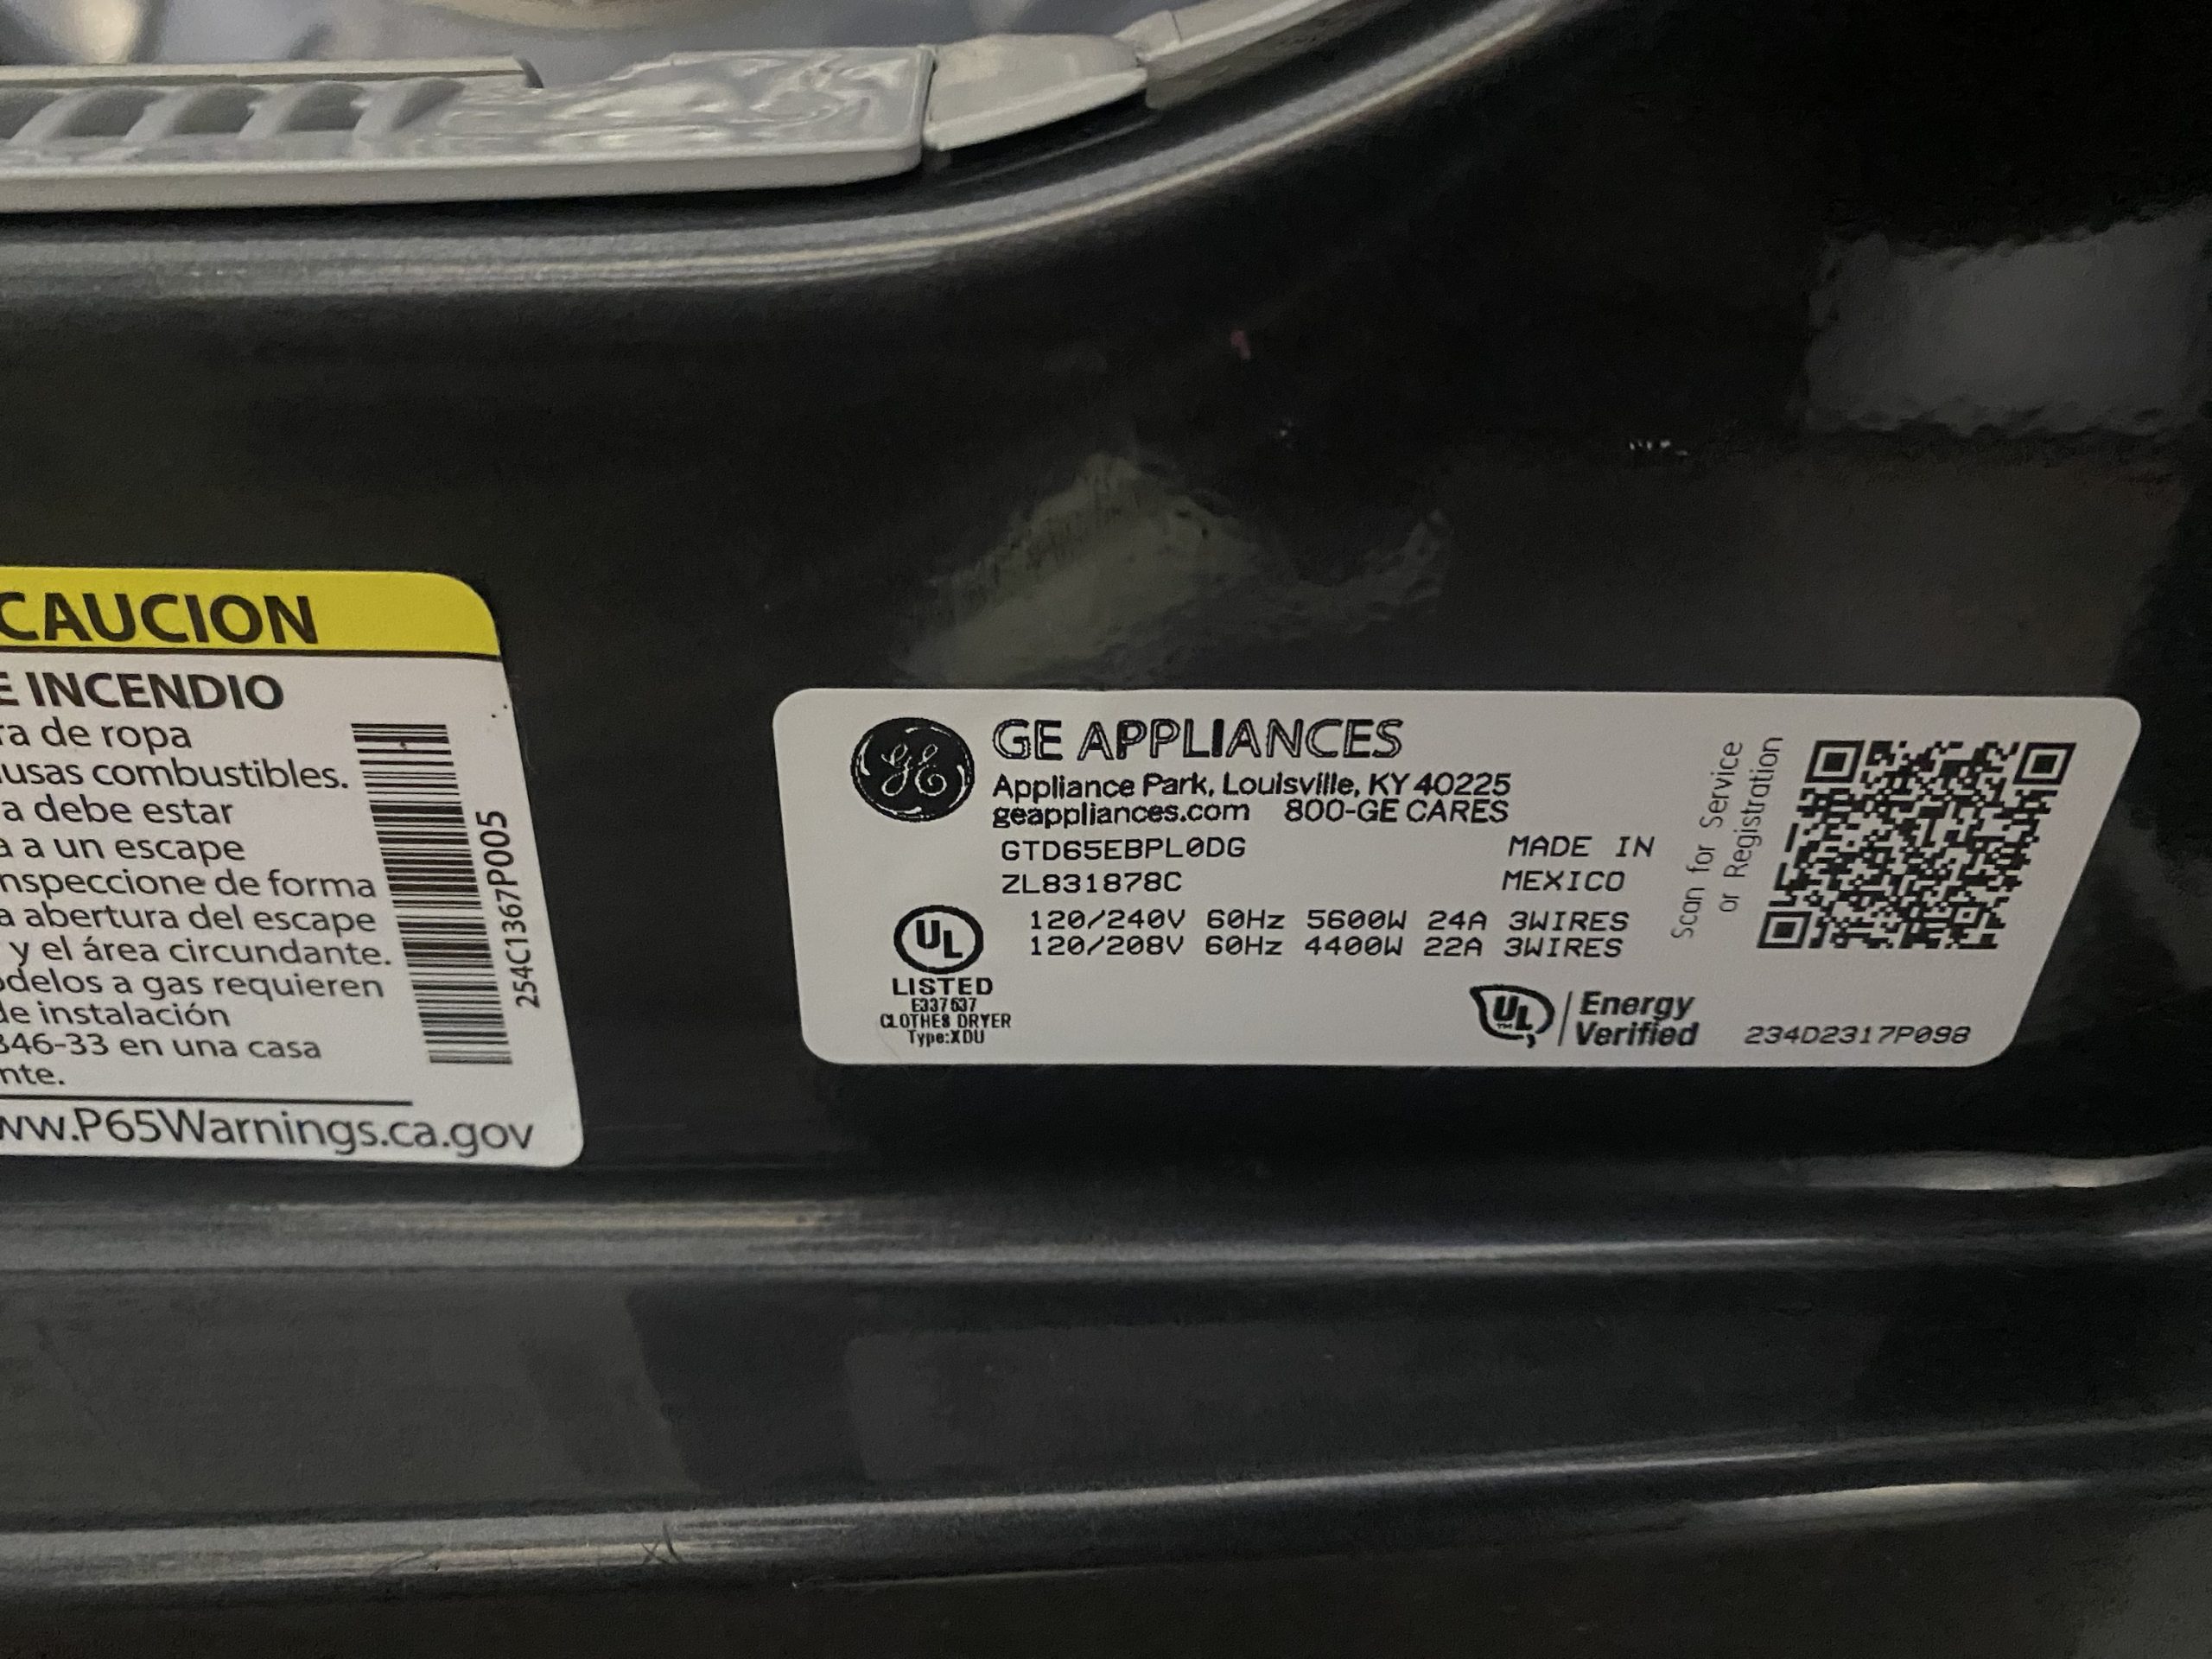 CAUCION
E INCENDIO
ra de ropa
usas combustibles.
a debe estar
a a un escape
nspeccione de forma
a abertura del escape
y el área circundante.
odelos a gas requieren
de instalación
346-33 en una casa
nte.
ww.P65Warnings.ca.gov
254C1367P005
GE
GE APPLIANCES
Appliance Park, Louisville, KY 40225
geappliances.com 800-GE CARES
GTD65EBPL0DG MADE IN
ZL831878C MEXICO
120/240V 60Hz 5600W 24A 3WIRES
120/208V 60Hz 4400W 22A 3WIRES
UL
LISTED
E337637
CLOTHES DRYER
Type:XDU
UL Energy
TM Verified
234D2317P098
Scan for Service
or Registration